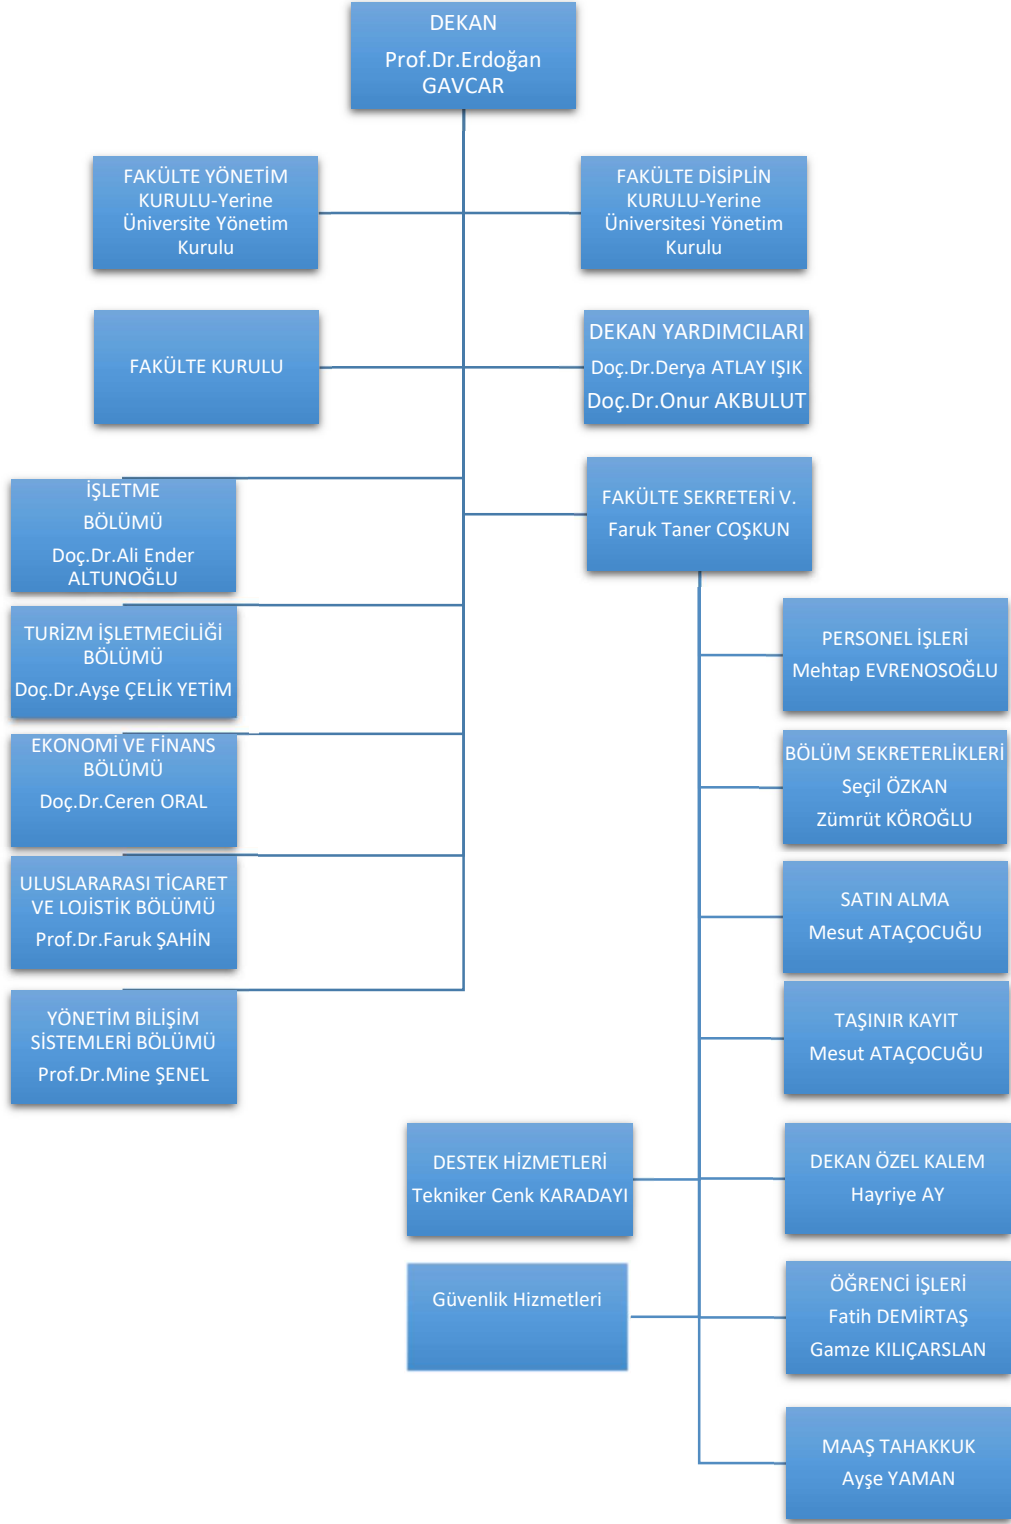 DEKAN
Prof.Dr.Erdoğan
GAVCAR
FAKÜLTE YÖNETİM
KURULU-Yerine
Üniversite Yönetim
Kurulu
FAKÜLTE DİSİPLİN
KURULU-Yerine
Üniversitesi Yönetim
Kurulu
FAKÜLTE KURULU
DEKAN YARDIMCILARI
Doç.Dr.Derya ATLAY IŞIK
Doç.Dr.Onur AKBULUT
İŞLETME
BÖLÜMÜ
Doç.Dr.Ali Ender
ALTUNOĞLU
FAKÜLTE SEKRETERİ V.
Faruk Taner COŞKUN
TURİZM İŞLETMECİLİĞİ
BÖLÜMÜ
Doç.Dr.Ayşe ÇELİK YETİM
EKONOMİ VE FİNANS
BÖLÜMÜ
Doç.Dr.Ceren ORAL
ULUSLARARASI TİCARET
VE LOJİSTİK BÖLÜMÜ
Prof.Dr.Faruk ŞAHİN
YÖNETİM BİLİŞİM
SİSTEMLERİ BÖLÜMÜ
Prof.Dr.Mine ŞENEL
PERSONEL İŞLERİ
Mehtap EVRENOSOĞLU
BÖLÜM SEKRETERLİKLERİ
Seçil ÖZKAN
Zümrüt KÖROĞLU
SATIN ALMA
Mesut ATAÇOCUĞU
TAŞINIR KAYIT
Mesut ATAÇOCUĞU
DESTEK HİZMETLERİ
Tekniker Cenk KARADAYI
DEKAN ÖZEL KALEM
Hayriye AY
Güvenlik Hizmetleri
ÖĞRENCİ İŞLERİ
Fatih DEMİRTAŞ
Gamze KILIÇARSLAN
MAAŞ TAHAKKUK
Ayşe YAMAN